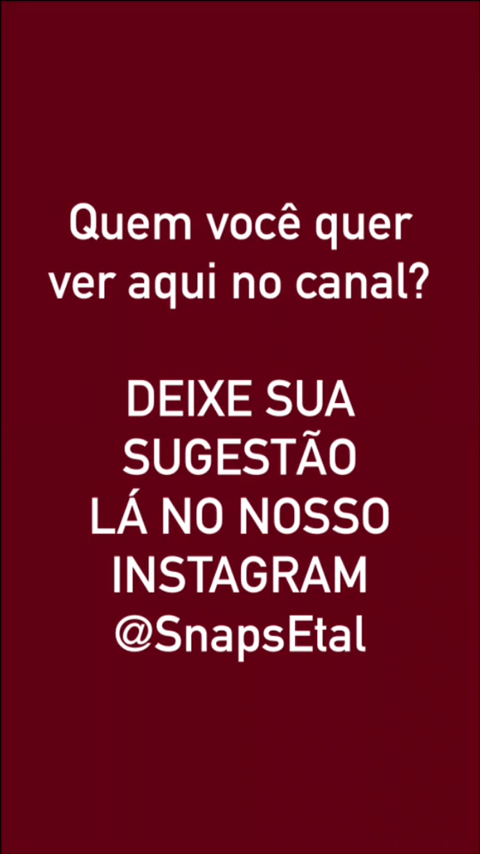 Quem você quer
ver aqui no canal?
DEIXE SUA
SUGESTÃO
LÁ NO NOSSO
INSTAGRAM
@SnapsEtal